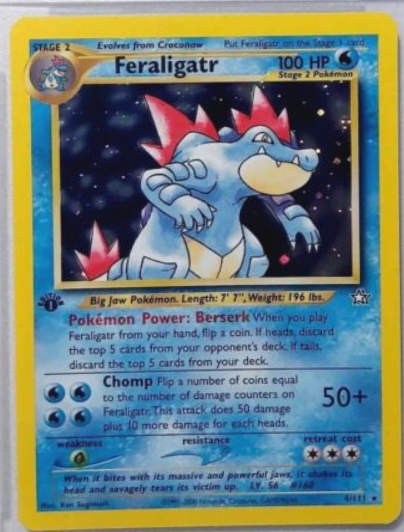 STAGE 2 Evolves from Croconaw Put Feraligatr on the Stage 1 card
Feraligatr 100 HP
Stage 2 Pokémon
1
Big Jaw Pokémon. Length: 7' 7", Weight: 196 lbs.
Pokémon Power: Berserk When you play
Feraligatr from your hand, flip a coin. If heads, discard
the top 5 cards from your opponent's deck. If tails,
discard the top 5 cards from your deck.
Chomp Flip a number of coins equal
to the number of damage counters on
Feraligatr. This attack does 50 damage
plus 10 more damage for each heads.
50+
weakness resistance retreat cost
When it bites with its massive and powerful jaws, it shakes its
head and savagely tears its victim up. LV. 56 #160
Illus. Ken Sugimori 4/111